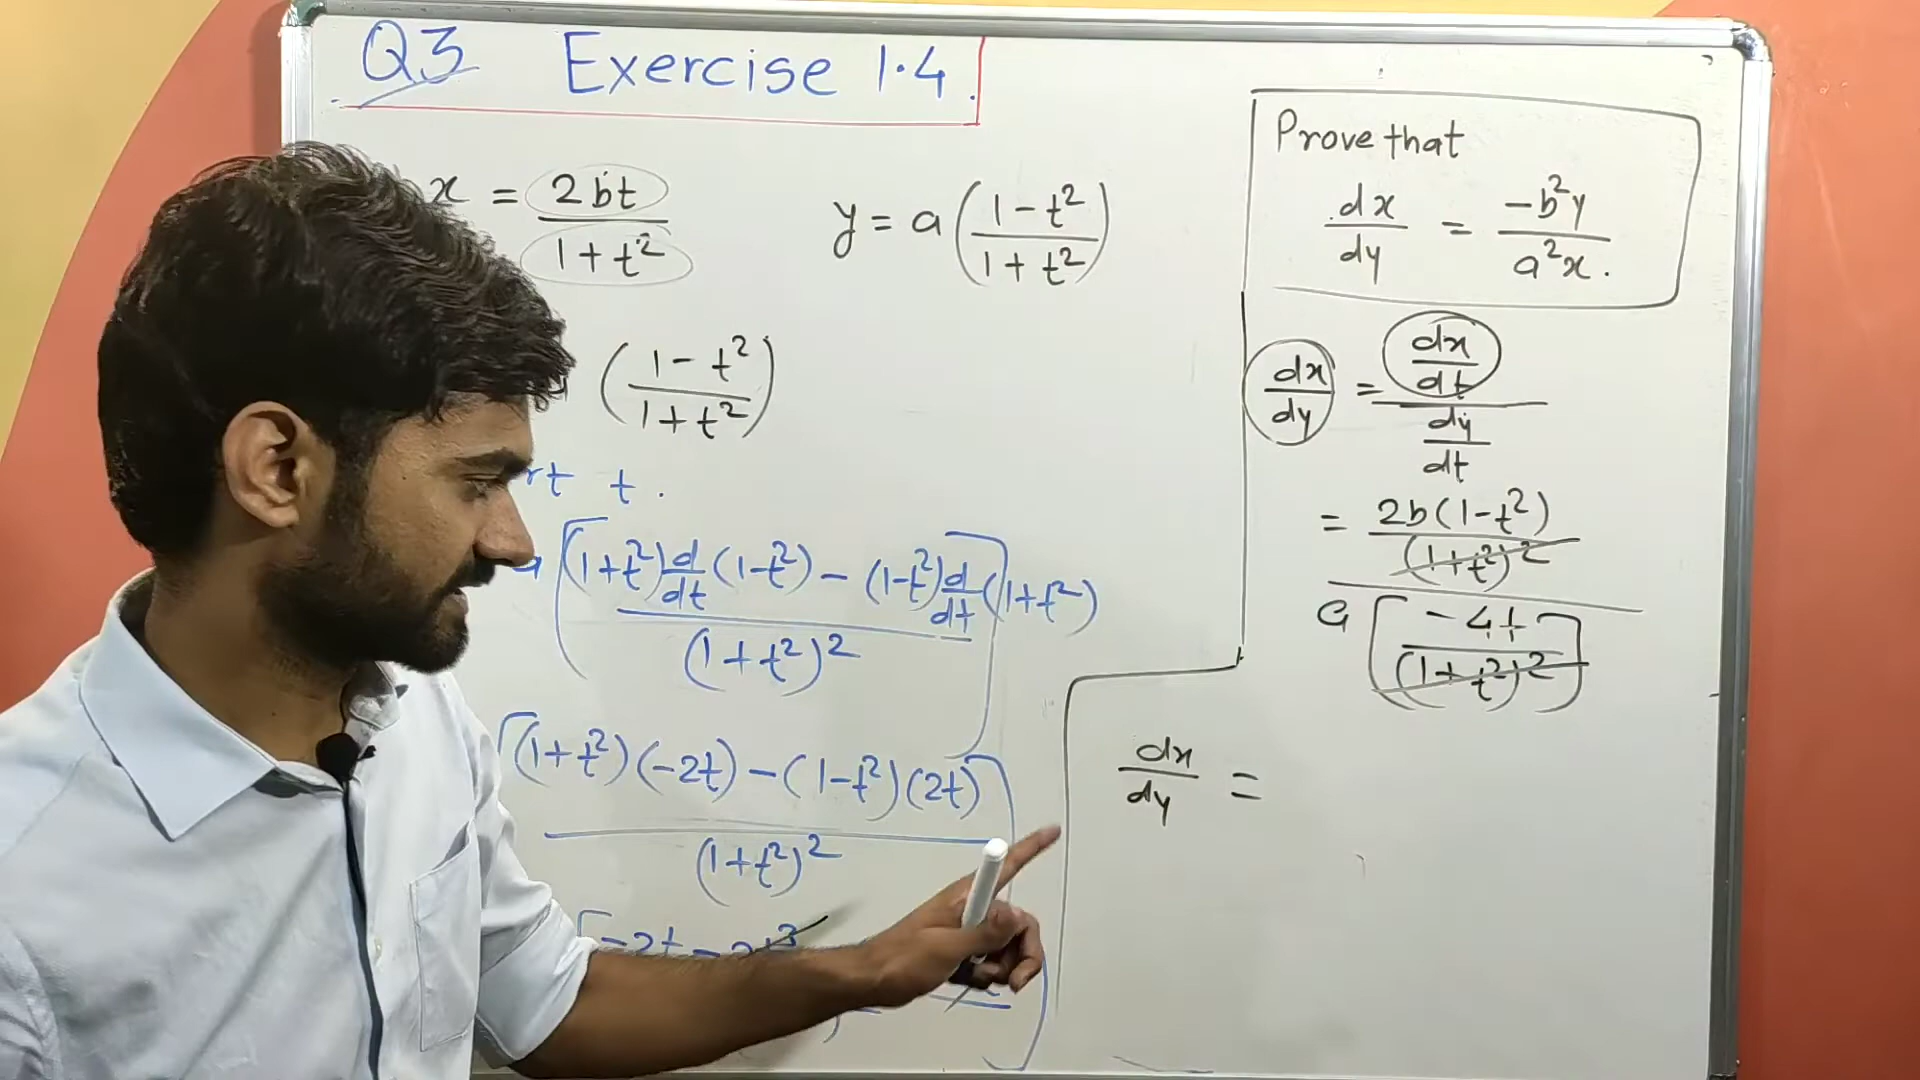 Q3 Exercise 1.4
x = 2bt / 1+t²
y = a (1-t² / 1+t²)
(1-t² / 1+t²)
rt t.
a [(1+t²) d/dt (1-t²) - (1-t²) d/dt (1+t²) / (1+t²)²]
[(1+t²)(-2t) - (1-t²)(2t) / (1+t²)²]
[-2t - 2t³
Prove that
dx/dy = -b²y / a²x.
dx/dy = dx/dt / dy/dt
= 2b(1-t²) / (1+t²)²
a [-4t / (1+t²)²]
dx/dy =